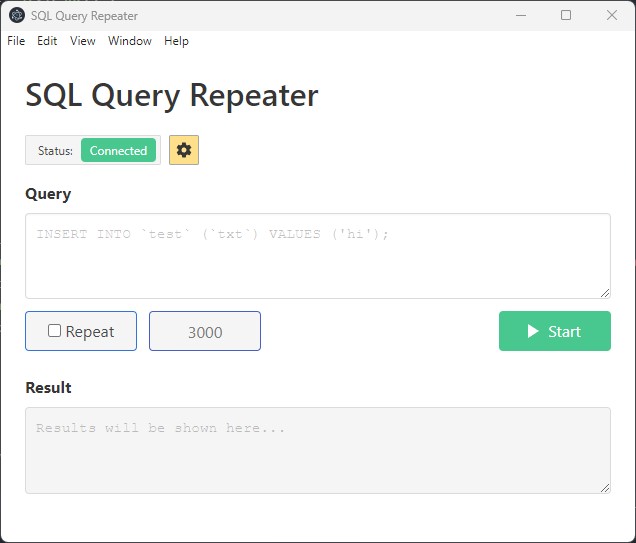 SQL Query Repeater
File Edit View Window Help
SQL Query Repeater
Status: Connected
Query
INSERT INTO `test` (`txt`) VALUES ('hi');
Repeat 3000 Start
Result
Results will be shown here...